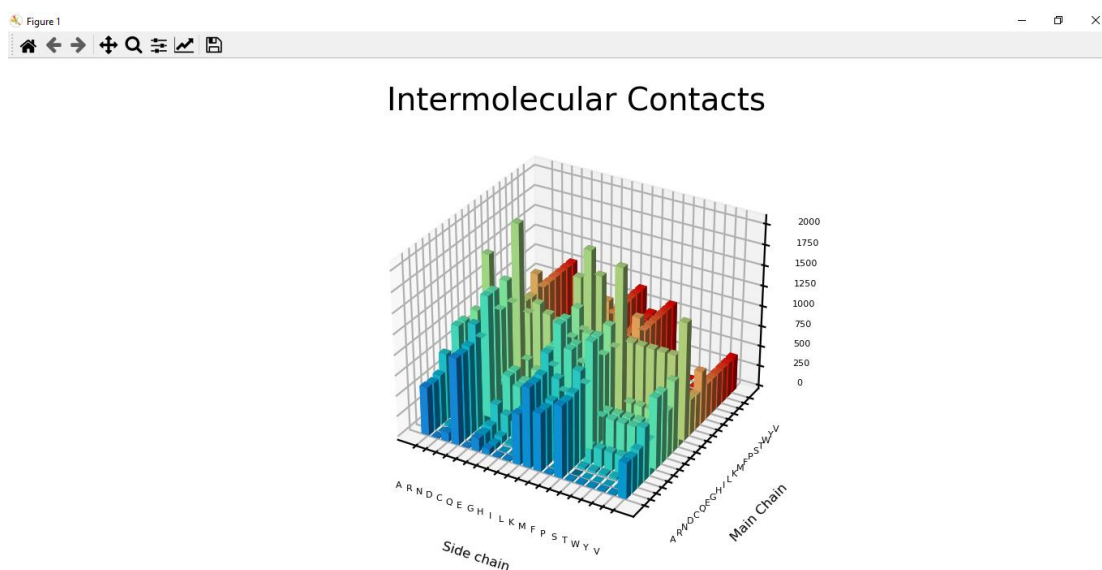 Figure 1
Intermolecular Contacts
2000
1750
1500
1250
1000
750
500
250
0
A R N D C Q E G H I L K M F P S T W Y V
Side chain
A R N D C Q E G H I L K M F P S T W Y V
Main Chain